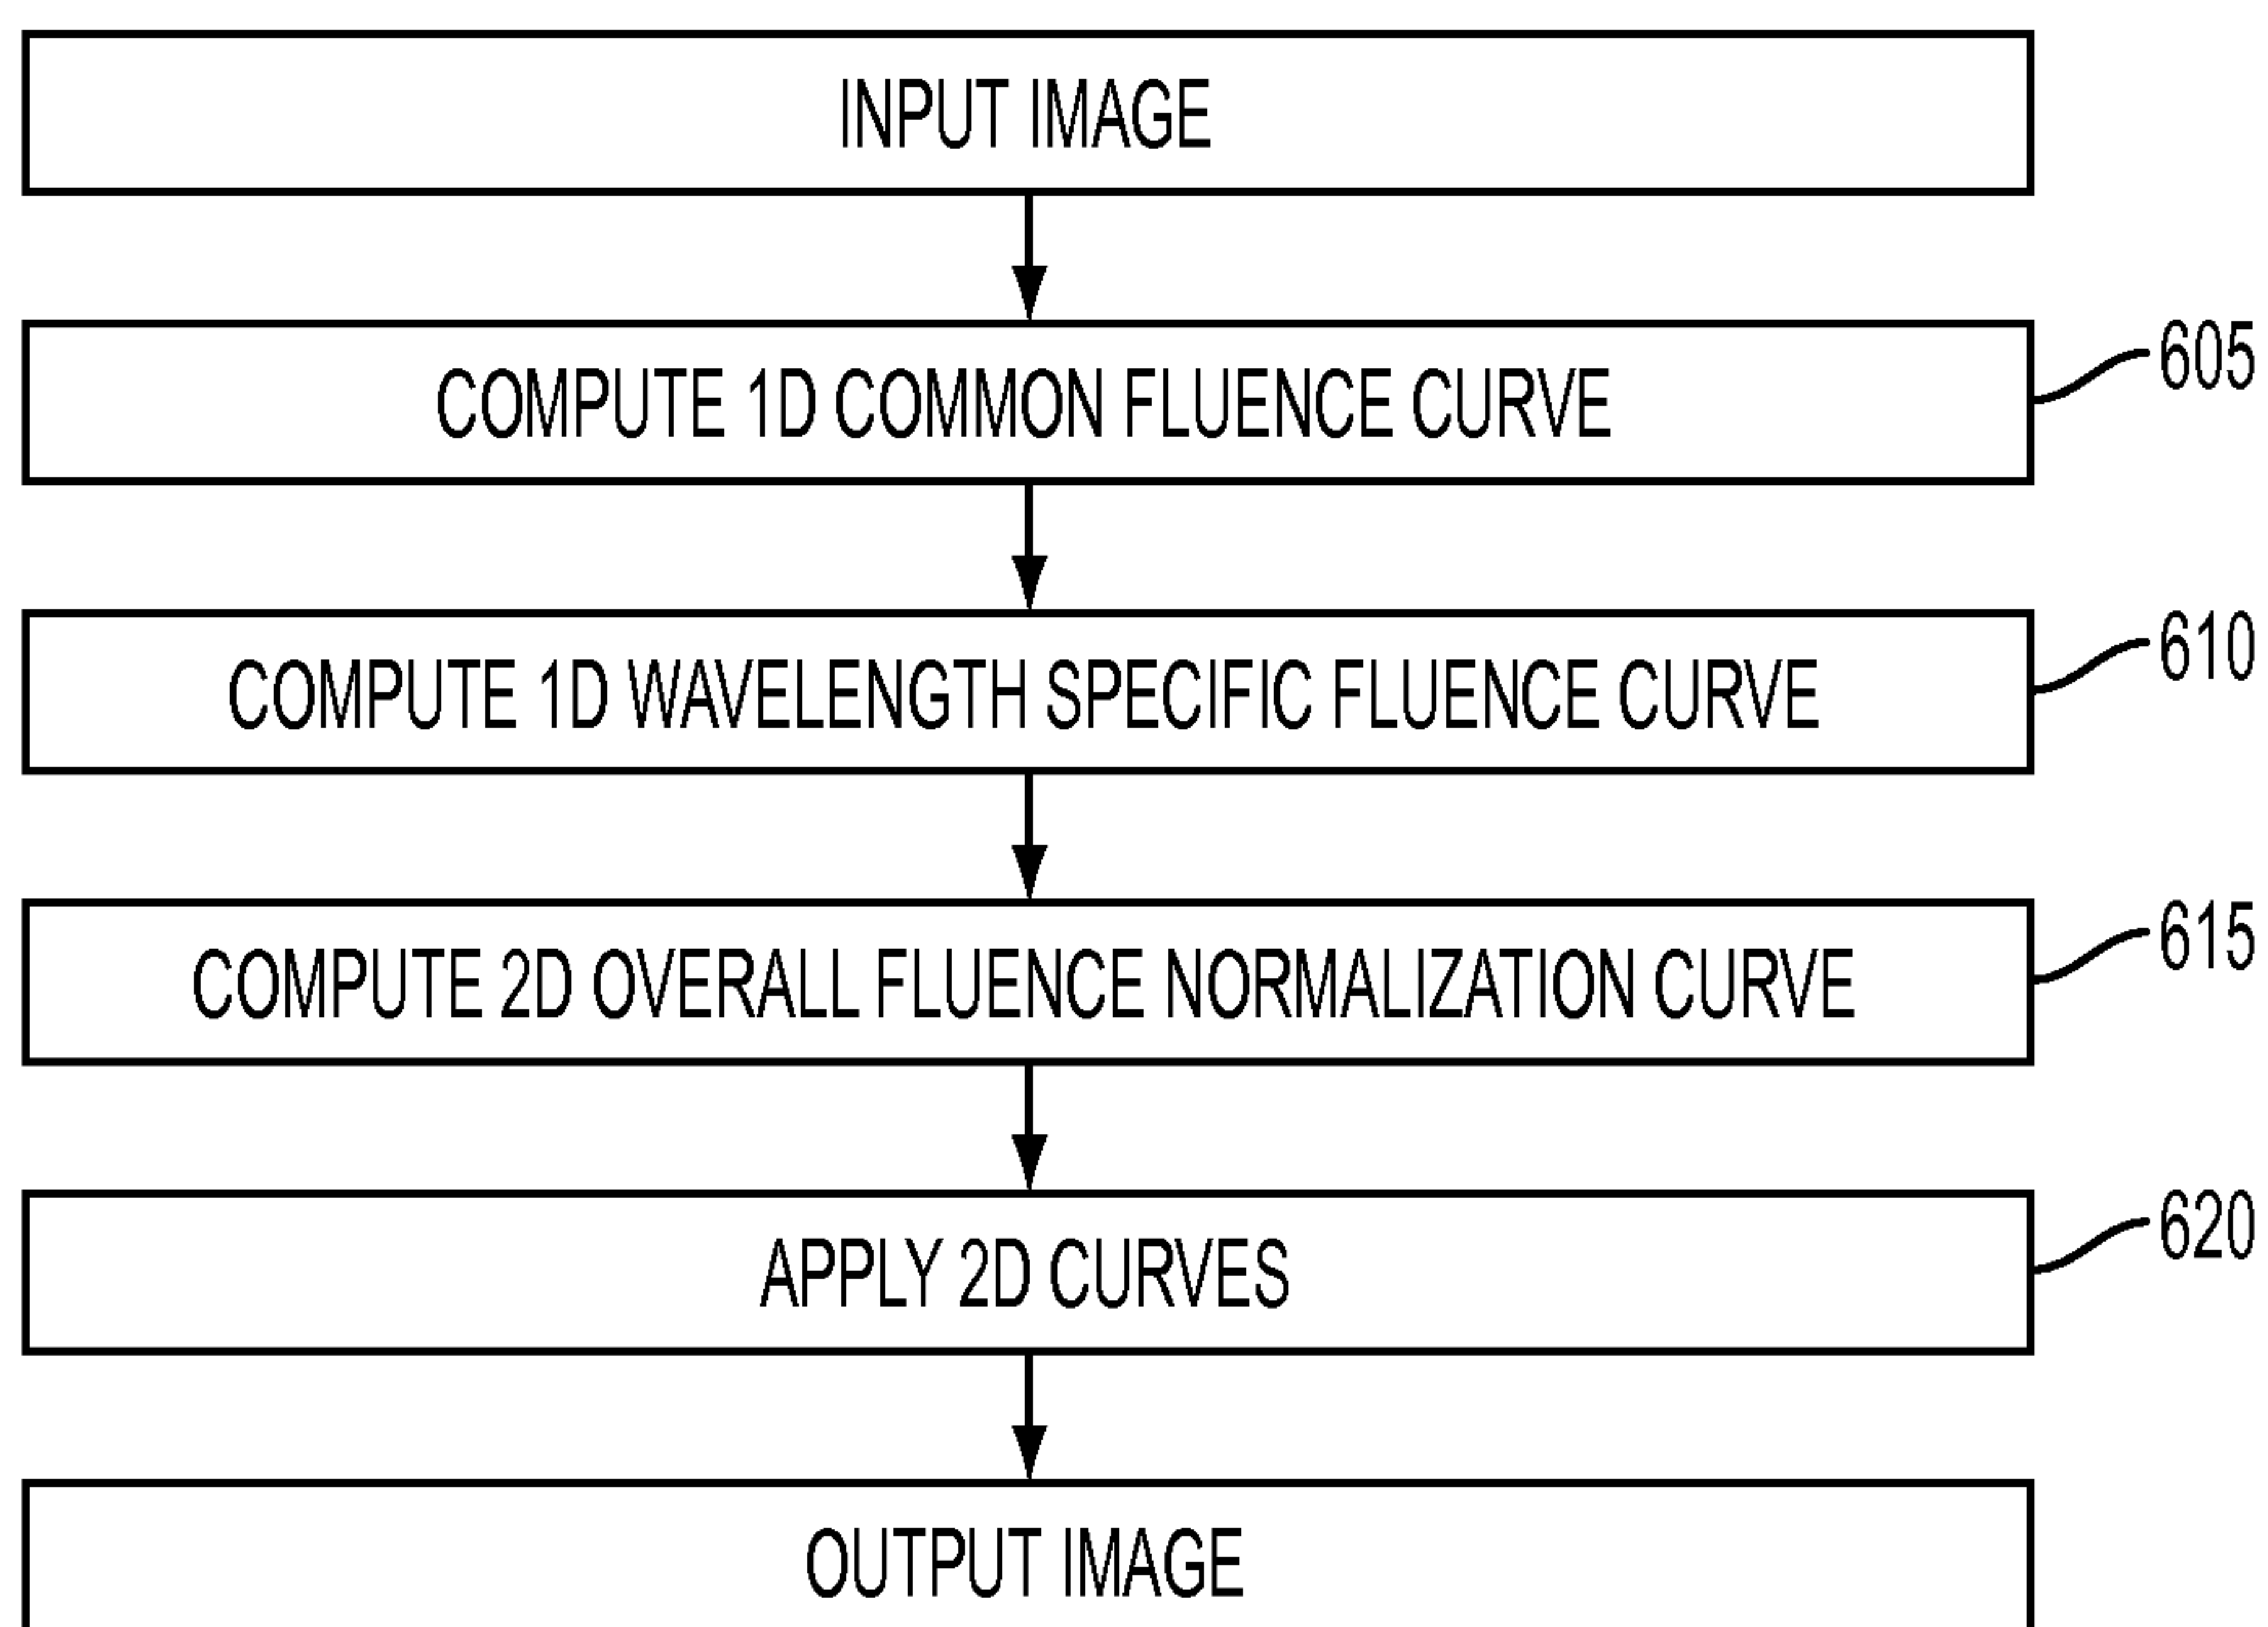 INPUT IMAGE
COMPUTE 1D COMMON FLUENCE CURVE
605
COMPUTE 1D WAVELENGTH SPECIFIC FLUENCE CURVE
610
COMPUTE 2D OVERALL FLUENCE NORMALIZATION CURVE
615
APPLY 2D CURVES
620
OUTPUT IMAGE